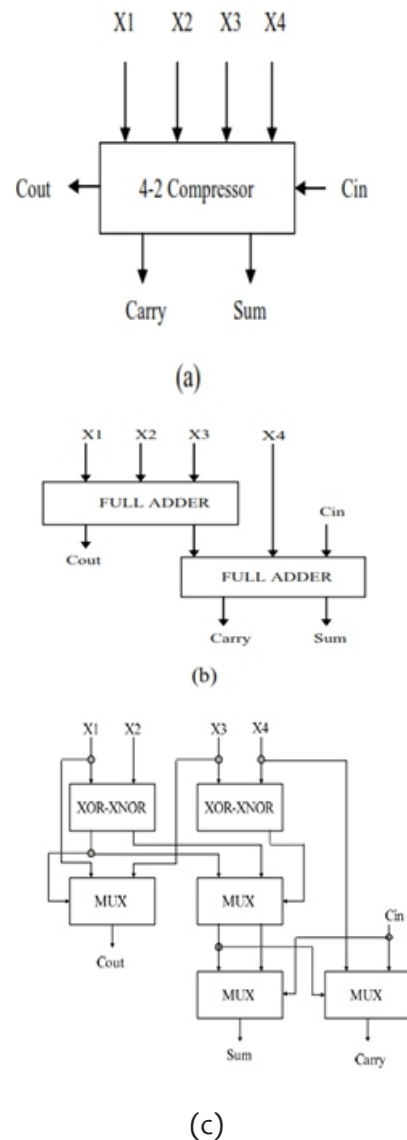 X1 X2 X3 X4
Cout 4-2 Compressor Cin
Carry Sum
(a)
X1 X2 X3 X4
FULL ADDER
Cin
Cout
FULL ADDER
Carry Sum
(b)
X1 X2 X3 X4
XOR-XNOR XOR-XNOR
MUX MUX
Cin
Cout
MUX MUX
Sum Carry
(c)